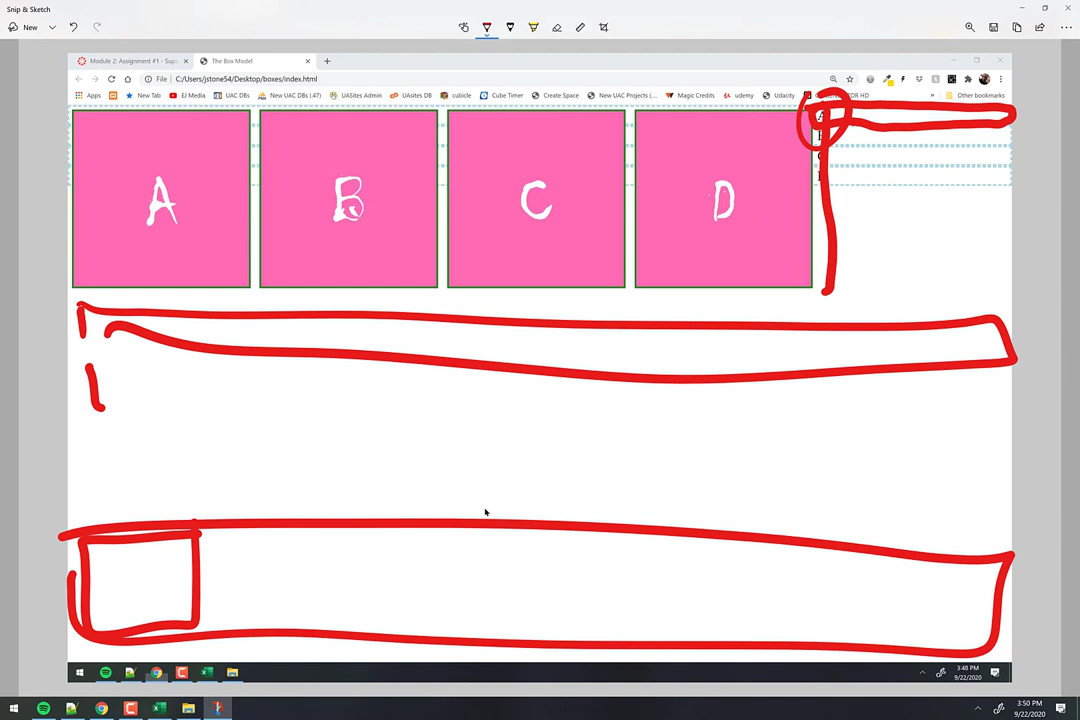 Snip & Sketch
New
Module 2: Assignment #1 - Supe
The Box Model
File
C:/Users/jstone54/Desktop/boxes/index.html
Apps
New Tab
EJ Media
UAC DBs
New UAC DBs (.47)
UASites Admin
UAsites DB
cubicle
Cube Timer
Create Space
New UAC Projects (...
Magic Credits
udemy
Udacity
HD
»
Other bookmarks
A B C D
3:48 PM
9/22/2020
3:50 PM
9/22/2020